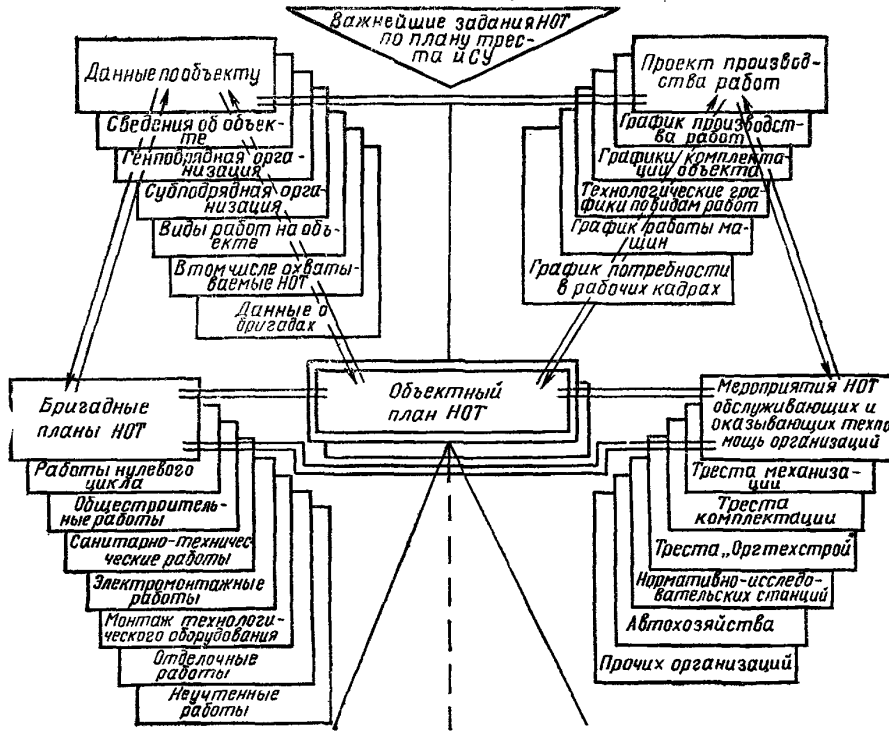 Важнейшие задания НОТ
по плану трес-
та и СУ
Данные по объекту
Сведения об объек-
те
Генподрядная орга-
низация
Субподрядная орга-
низация
Виды работ на объ-
екте
В том числе охваты-
ваемые НОТ
Данные о
бригадах
Проект производ-
ства работ
График производст-
ва работ
Графики комплекта-
ции объекта
Технологические гра-
фики по видам работ
График работы ма-
шин
График потребности
в рабочих кадрах
Бригадные
планы НОТ
Работы нулевого
цикла
Общестроитель-
ные работы
Санитарно-техничес-
ческие работы
Электромонтажные
работы
Монтаж технологи-
ческого оборудования
Отделочные
работы
Неучтенные
работы
Объектный
план НОТ
Мероприятия НОТ
обслуживающих и
оказывающих техпо
мощь организаций
Треста механиза-
ции
Треста
комплектации
Треста „Оргтехстрой"
Нормативно-исследо-
вательских станций
Автохозяйства
Прочих организаций